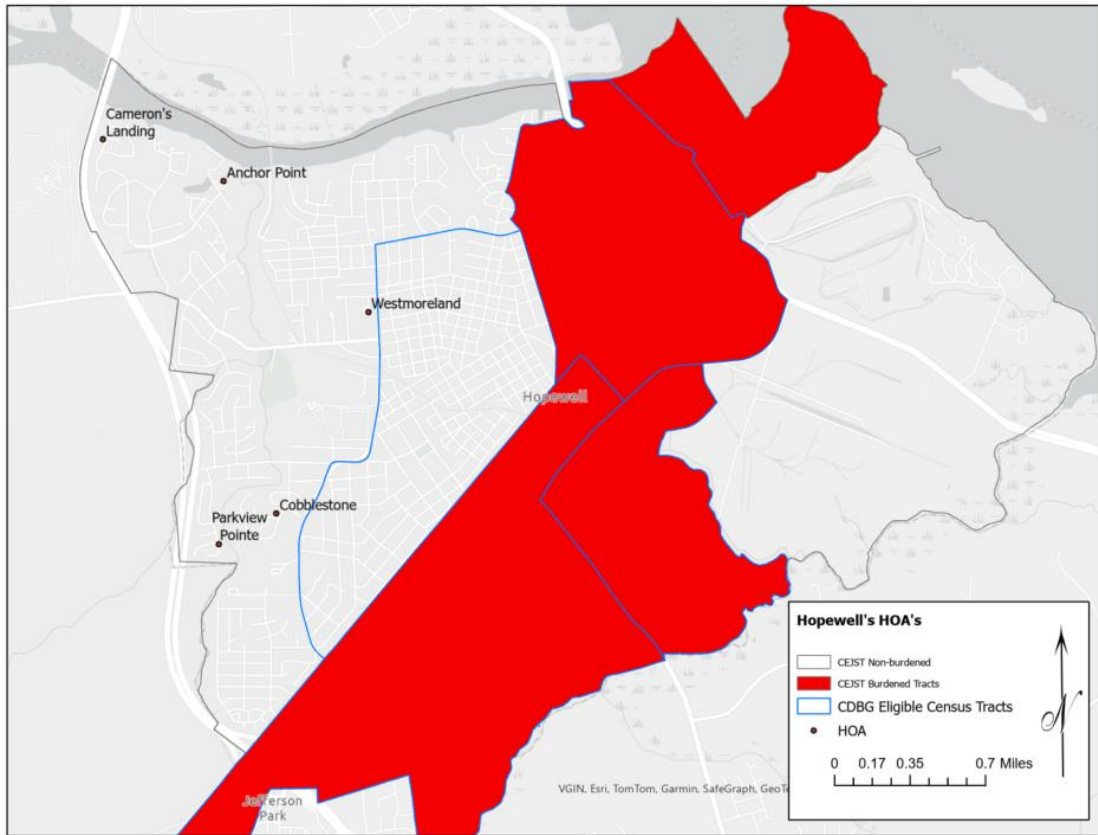 Cameron's
Landing
Anchor Point
Westmoreland
Hopewell
Cobblestone
Parkview
Pointe
Jefferson
Park
Hopewell's HOA's
CEJST Non-burdened
CEJST Burdened Tracts
CDBG Eligible Census Tracts
HOA
0 0.17 0.35 0.7 Miles
N
VGIN, Esri, TomTom, Garmin, SafeGraph,